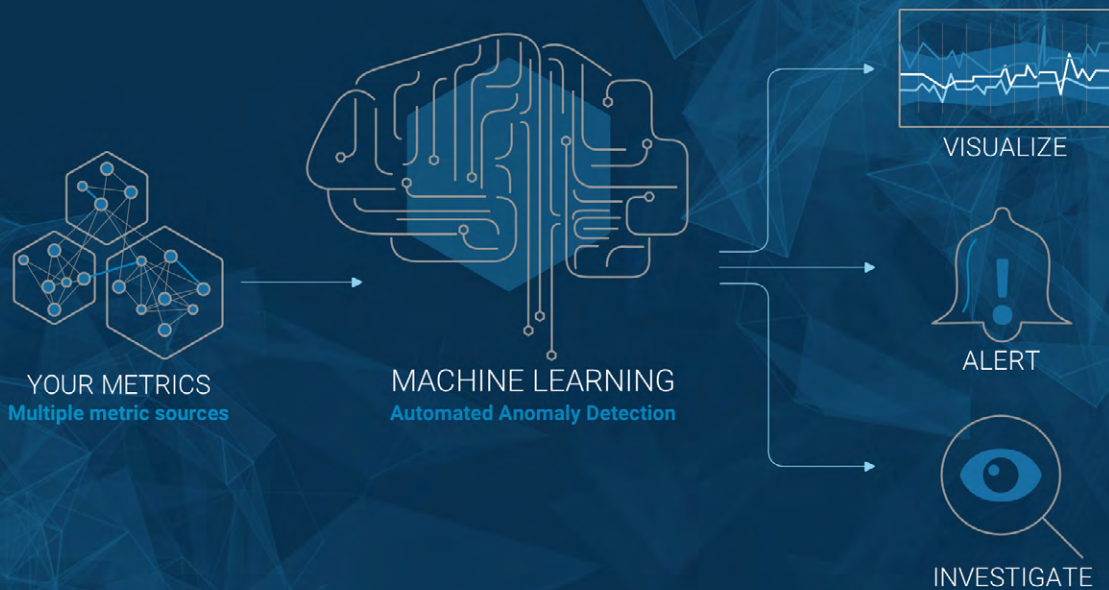 YOUR METRICS
Multiple metric sources
MACHINE LEARNING
Automated Anomaly Detection
VISUALIZE
ALERT
INVESTIGATE